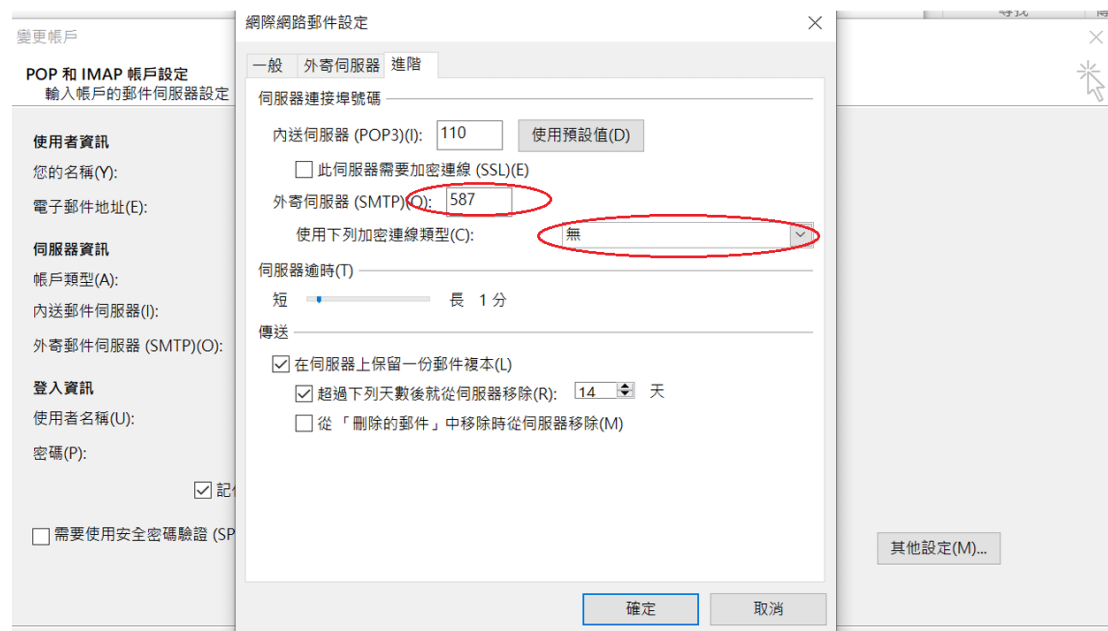 網際網路郵件設定
變更帳戶
POP 和 IMAP 帳戶設定
輸入帳戶的郵件伺服器設定
使用者資訊
您的名稱(Y):
電子郵件地址(E):
伺服器資訊
帳戶類型(A):
內送郵件伺服器(I):
外寄郵件伺服器 (SMTP)(O):
登入資訊
使用者名稱(U):
密碼(P):
需要使用安全密碼驗證 (SP
一般 外寄伺服器 進階
伺服器連接埠號碼
內送伺服器 (POP3)(I): 110 使用預設值(D)
此伺服器需要加密連線 (SSL)(E)
外寄伺服器 (SMTP)(O): 587
使用下列加密連線類型(C): 無
伺服器逾時(T)
短 長 1 分
傳送
在伺服器上保留一份郵件複本(L)
超過下列天數後就從伺服器移除(R): 14 天
從「刪除的郵件」中移除時從伺服器移除(M)
確定 取消
其他設定(M)...